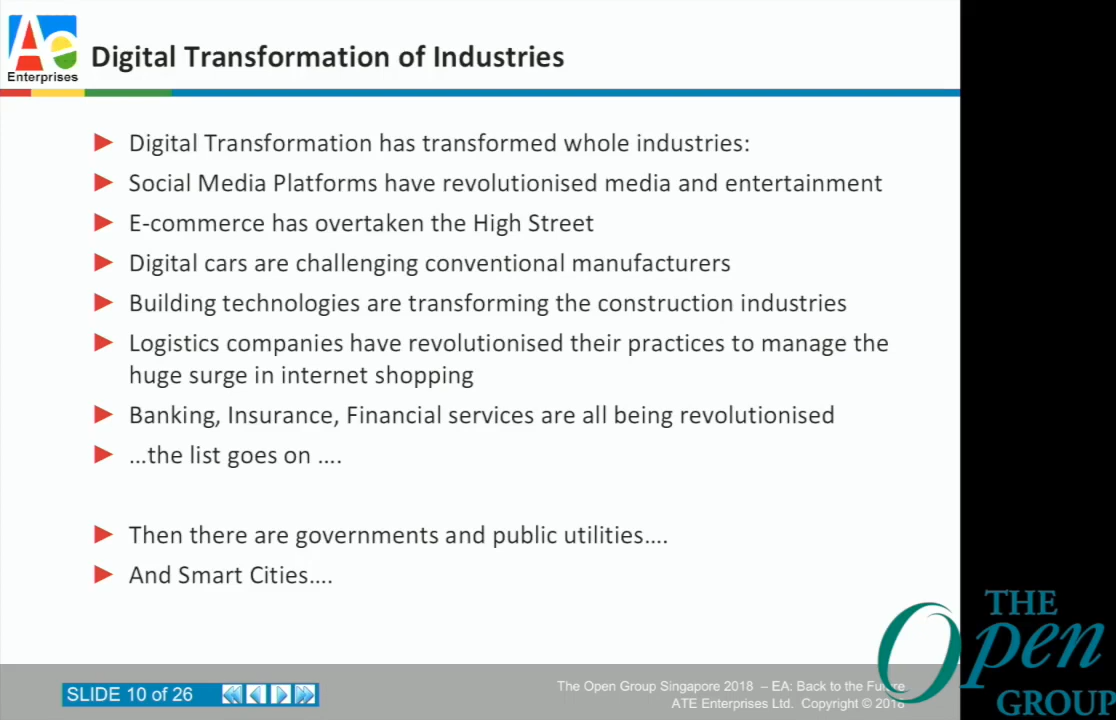 Ae
Enterprises
Digital Transformation of Industries
Digital Transformation has transformed whole industries:
Social Media Platforms have revolutionised media and entertainment
E-commerce has overtaken the High Street
Digital cars are challenging conventional manufacturers
Building technologies are transforming the construction industries
Logistics companies have revolutionised their practices to manage the
huge surge in internet shopping
Banking, Insurance, Financial services are all being revolutionised
...the list goes on ....
Then there are governments and public utilities....
And Smart Cities....
SLIDE 10 of 26
The Open Group Singapore 2018 – EA: Back to the Future
ATE Enterprises Ltd. Copyright © 2018
THE
Open
GROUP